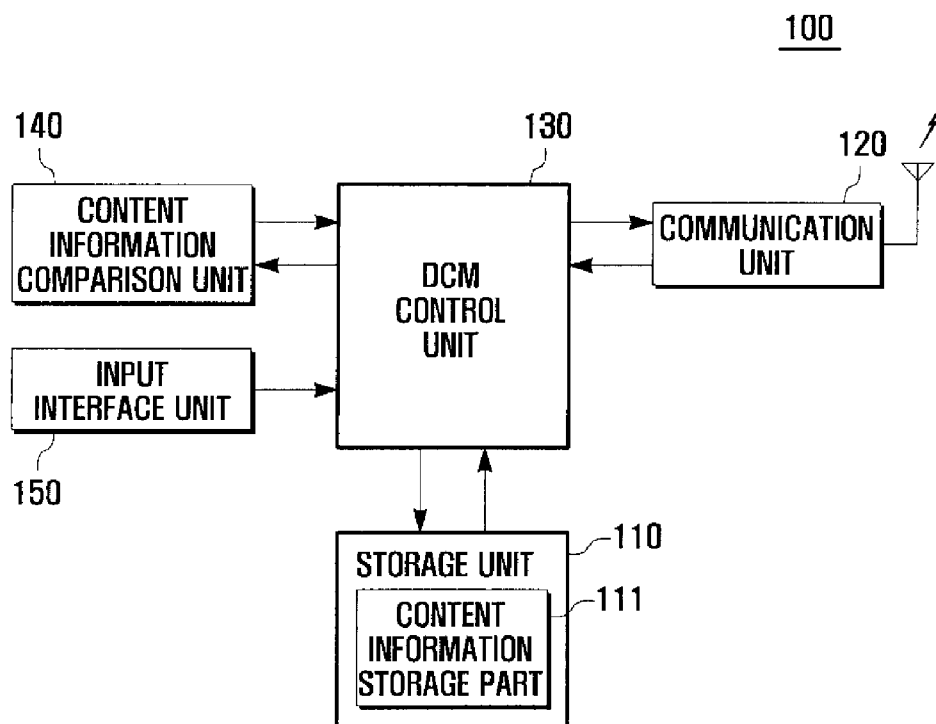 100
140
130
120
CONTENT
INFORMATION
COMPARISON UNIT
DCM
CONTROL
UNIT
COMMUNICATION
UNIT
INPUT
INTERFACE UNIT
150
STORAGE UNIT
110
CONTENT
INFORMATION
STORAGE PART
111